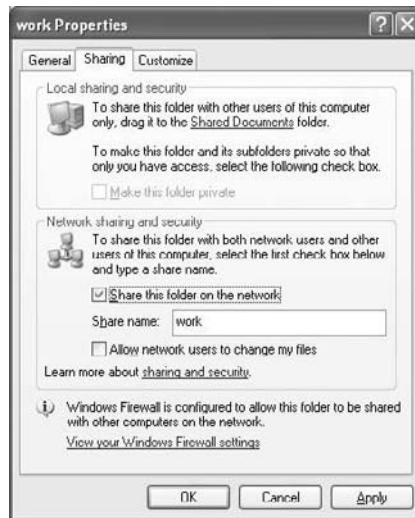 work Properties
General Sharing Customize
Local sharing and security
To share this folder with other users of this computer
only, drag it to the Shared Documents folder.
To make this folder and its subfolders private so that
only you have access, select the following check box.
Make this folder private
Network sharing and security
To share this folder with both network users and other
users of this computer, select the first check box below
and type a share name.
Share this folder on the network
Share name: work
Allow network users to change my files
Learn more about sharing and security.
Windows Firewall is configured to allow this folder to be shared
with other computers on the network.
View your Windows Firewall settings
OK Cancel Apply